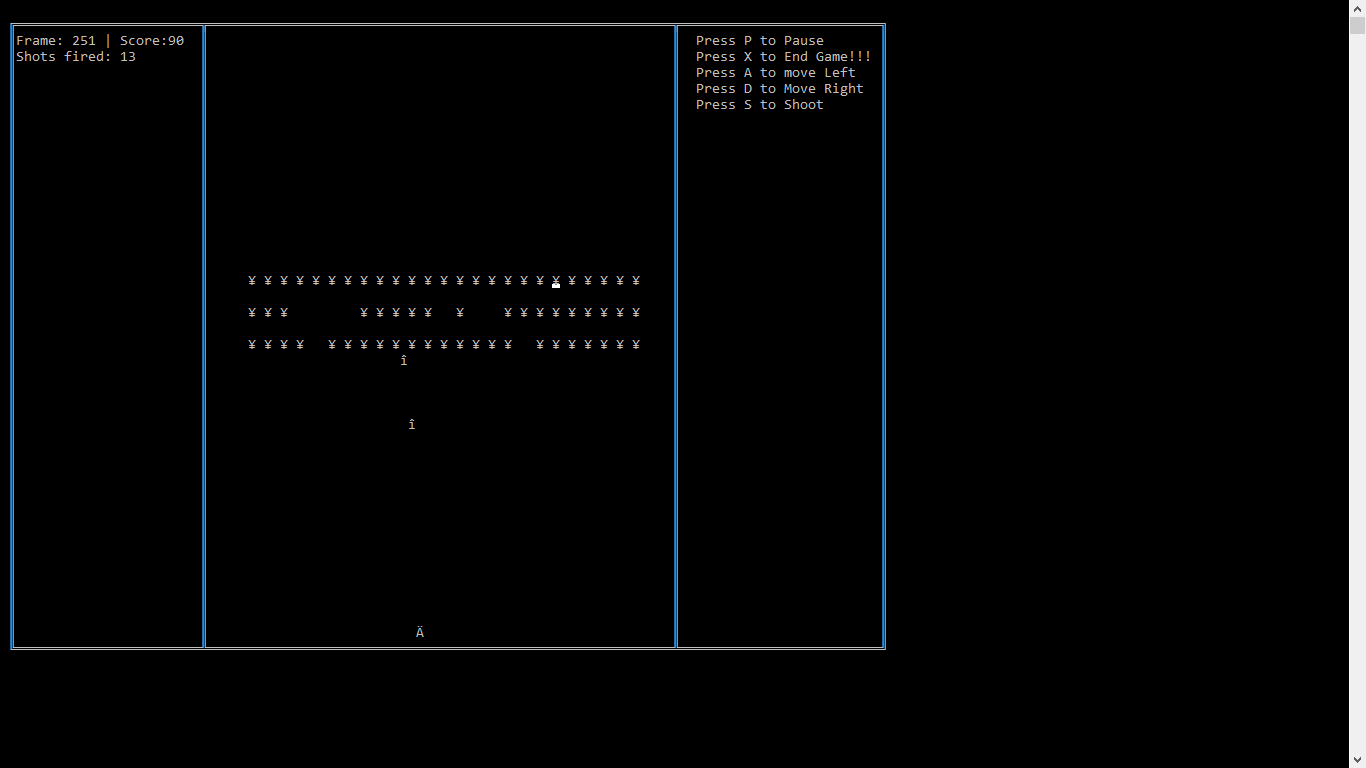 Frame: 251 | Score:90
Shots fired: 13
Press P to Pause
Press X to End Game!!!
Press A to move Left
Press D to Move Right
Press S to Shoot
¥ ¥ ¥ ¥ ¥ ¥ ¥ ¥ ¥ ¥ ¥ ¥ ¥ ¥ ¥ ¥ ¥ ¥ ¥ ¥ ¥ ¥ ¥ ¥ ¥
¥ ¥ ¥ ¥ ¥ ¥ ¥ ¥ ¥ ¥ ¥ ¥ ¥ ¥ ¥ ¥ ¥ ¥
¥ ¥ ¥ ¥ ¥ ¥ ¥ ¥ ¥ ¥ ¥ ¥ ¥ ¥ ¥ ¥ ¥ ¥ ¥ ¥ ¥ ¥ ¥
î
î
Ä